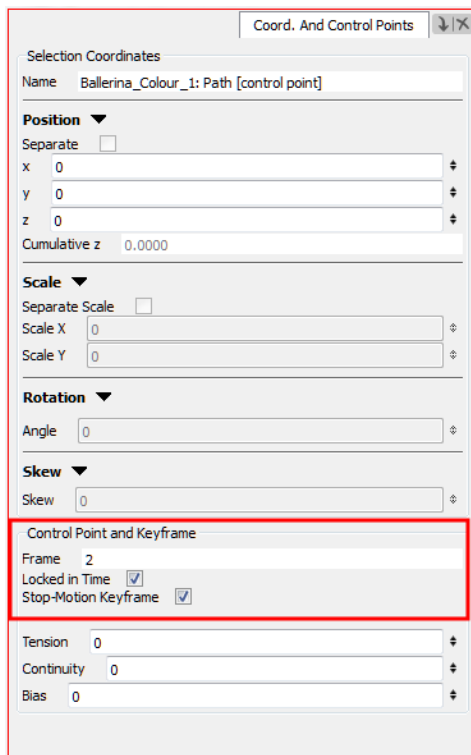 Coord. And Control Points
Selection Coordinates
Name Ballerina_Colour_1: Path [control point]
Position
Separate
x 0
y 0
z 0
Cumulative z 0.0000
Scale
Separate Scale
Scale X 0
Scale Y 0
Rotation
Angle 0
Skew
Skew 0
Control Point and Keyframe
Frame 2
Locked in Time
Stop-Motion Keyframe
Tension 0
Continuity 0
Bias 0